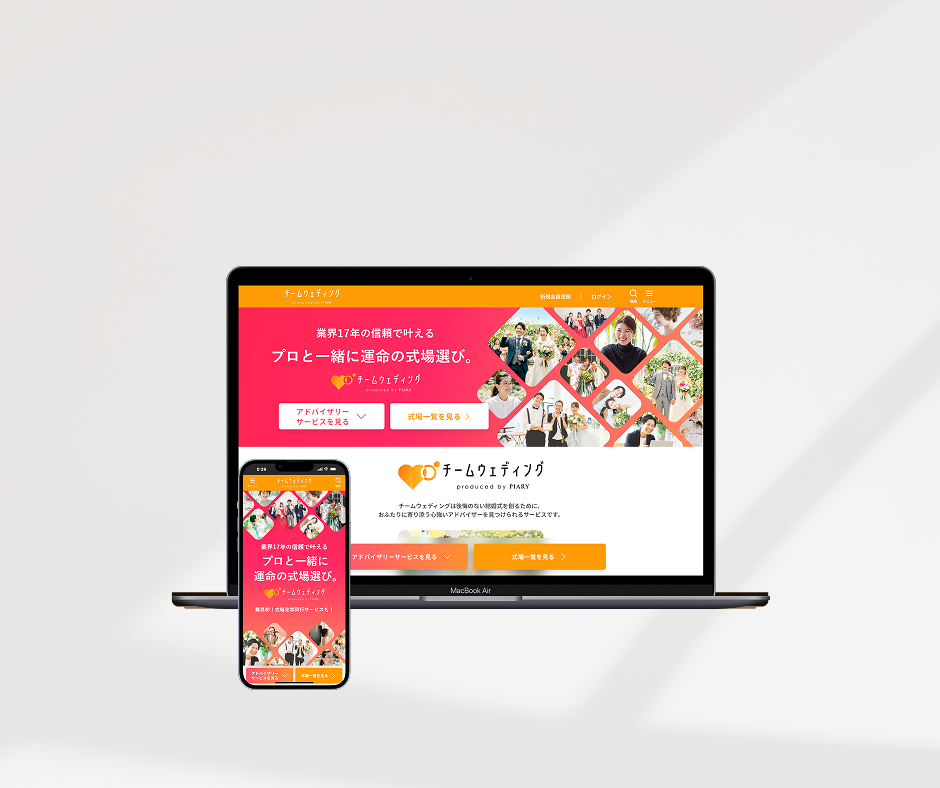 チームウェディング
produced by PIARY
新規会員登録
ログイン
検索
メニュー
業界17年の信頼で叶える
プロと一緒に運命の式場選び。
チームウェディング
produced by PIARY
アドバイザリー
サービスを見る
式場一覧を見る
チームウェディング
produced by PIARY
チームウェディングは後悔のない結婚式を創るために、
おふたりに寄り添う心強いアドバイザーを見つけられるサービスです。
アドバイザリーサービスを見る
式場一覧を見る
MacBook Air
チームウェディング
業界17年の信頼で叶える
プロと一緒に
運命の式場選び。
チームウェディング
produced by PIARY
業界初！式場見学同行サービスも！
アドバイザリー
サービスを見る
式場一覧を見る